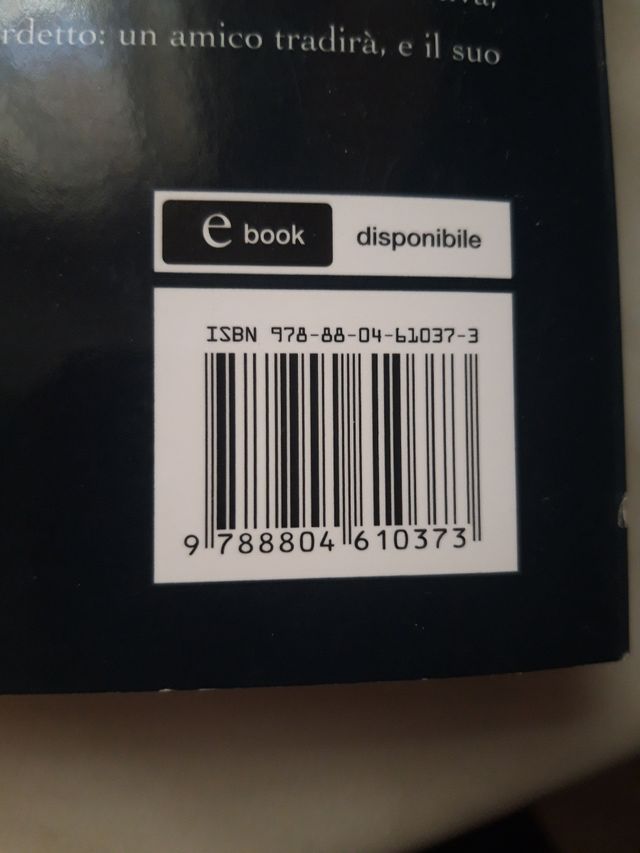 rdetto: un amico tradirà, e il suo
e book disponibile
ISBN 978-88-04-61037-3
9 788804 610373